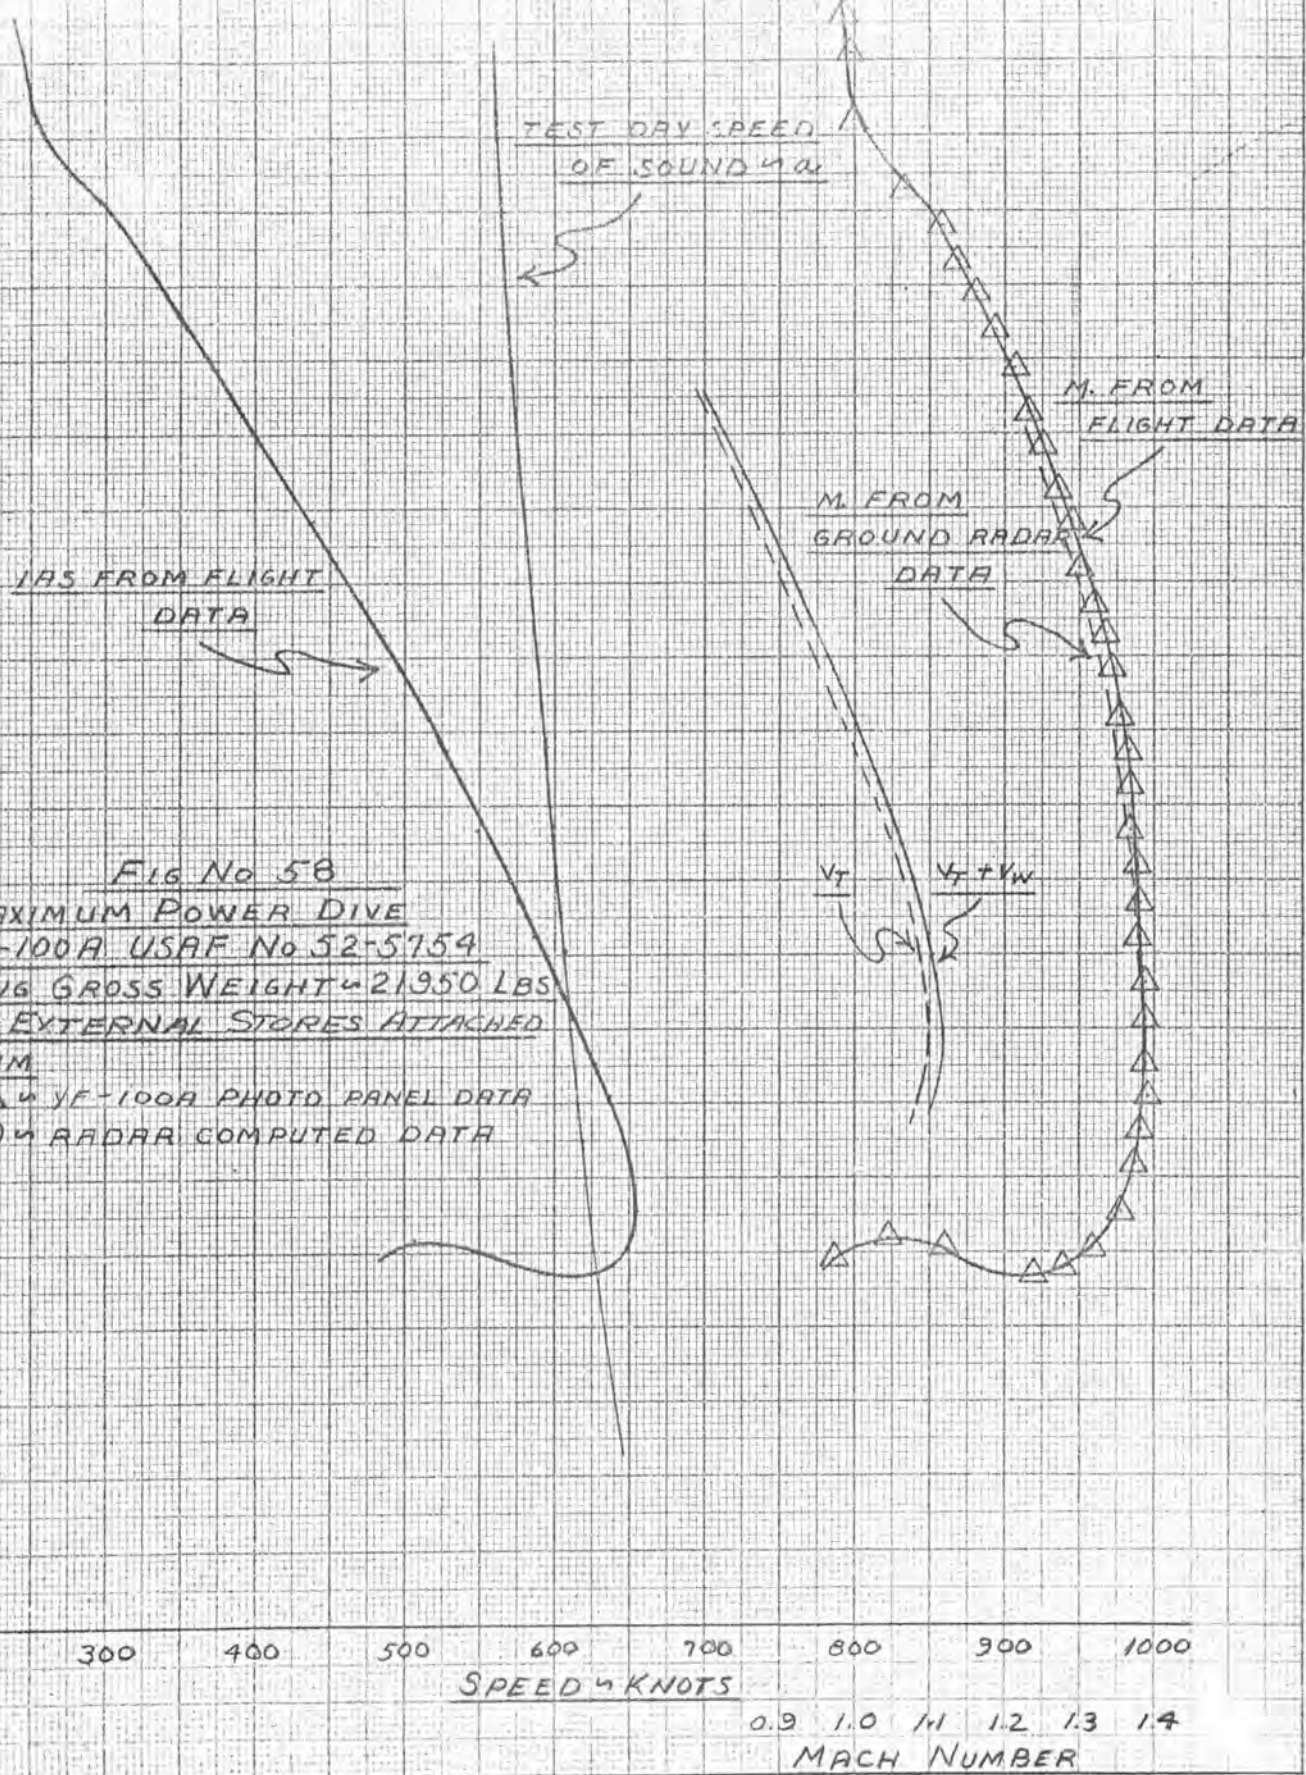 TEST DAY SPEED
OF SOUND ~ a
M. FROM
FLIGHT DATA
M. FROM
GROUND RADAR
DATA
IAS FROM FLIGHT
DATA
VT
VT + VW
FIG NO 58
AXIMUM POWER DIVE
-100A USAF NO 52-5754
GROSS WEIGHT ~ 21950 LBS
EXTERNAL STORES ATTACHED
~ YF-100A PHOTO PANEL DATA
~ RADAR COMPUTED DATA
300 400 500 600 700 800 900 1000
SPEED ~ KNOTS
0.9 1.0 1.1 1.2 1.3 1.4
MACH NUMBER